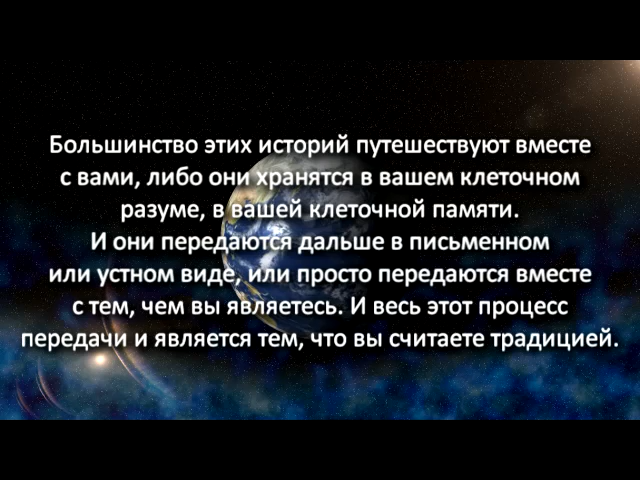 Большинство этих историй путешествуют вместе
с вами, либо они хранятся в вашем клеточном
разуме, в вашей клеточной памяти.
И они передаются дальше в письменном
или устном виде, или просто передаются вместе
с тем, чем вы являетесь. И весь этот процесс
передачи и является тем, что вы считаете традицией.